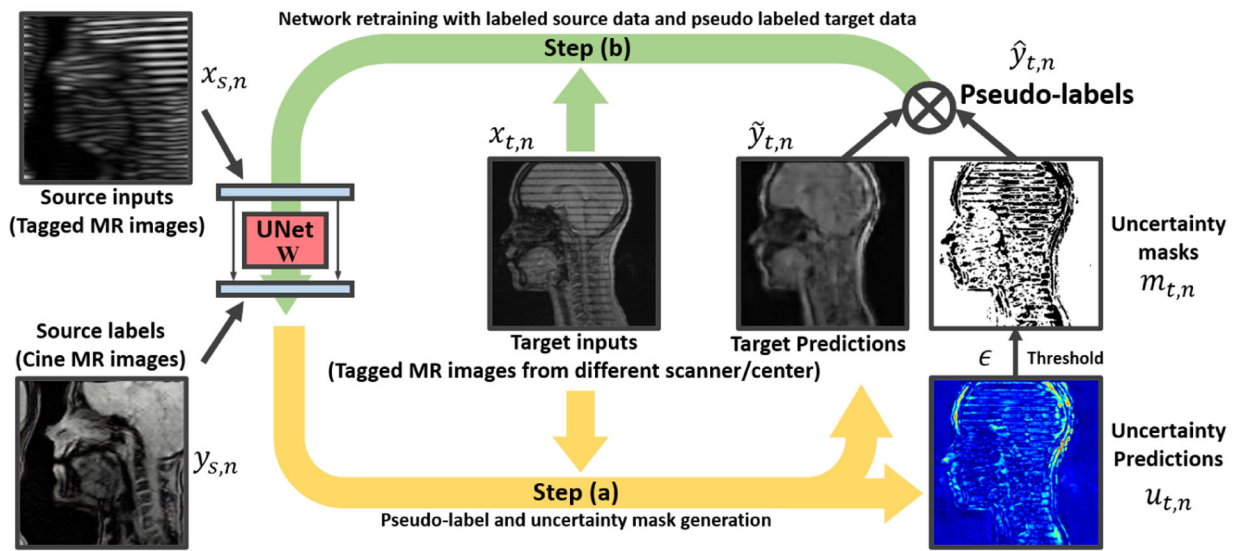 Network retraining with labeled source data and pseudo labeled target data
Step (b)
x_{s,n}
Source inputs
(Tagged MR images)
UNet
W
Source labels
(Cine MR images)
y_{s,n}
x_{t,n}
Target inputs
(Tagged MR images from different scanner/center)
ỹ_{t,n}
Target Predictions
ŷ_{t,n}
Pseudo-labels
Uncertainty
masks
m_{t,n}
ϵ
Threshold
Uncertainty
Predictions
u_{t,n}
Step (a)
Pseudo-label and uncertainty mask generation